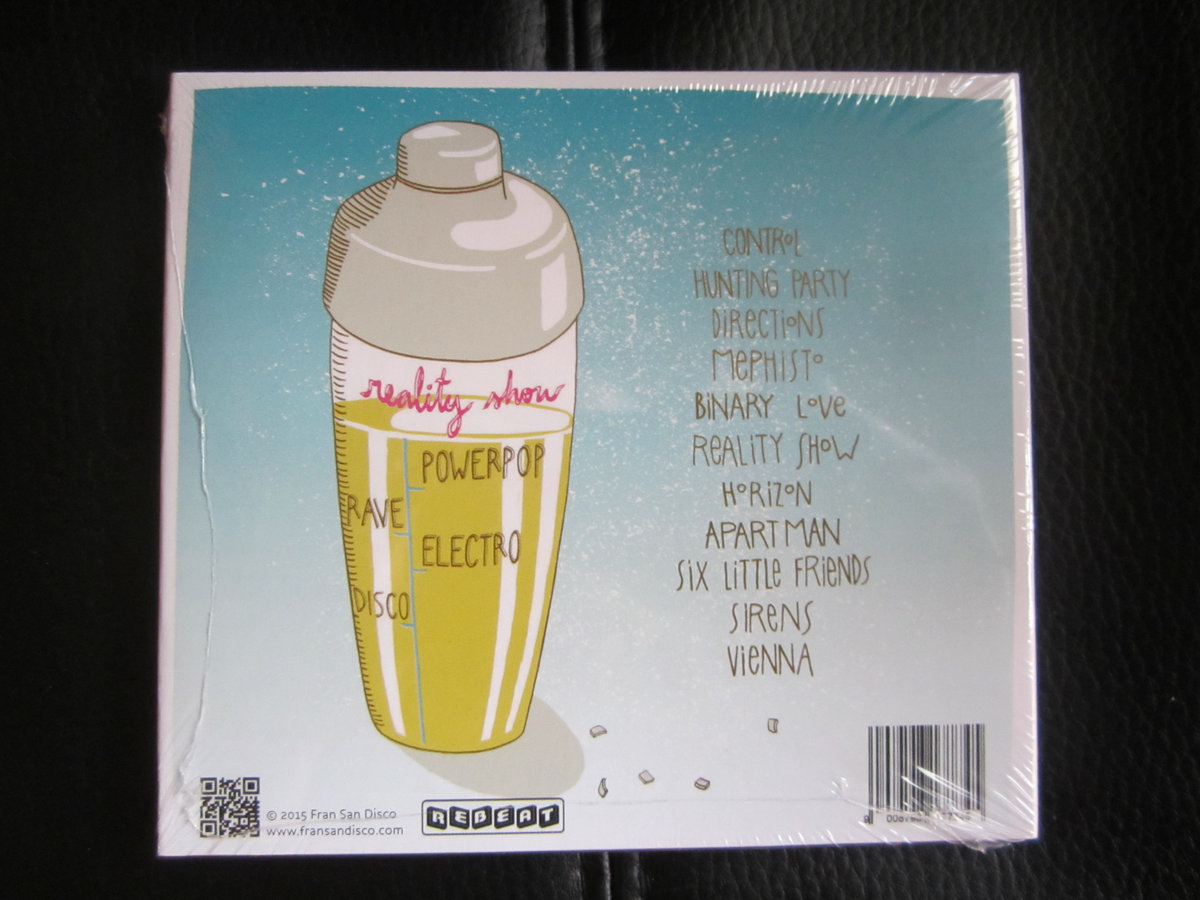 reality show
POWERPOP
RAVE
ELECTRO
DISCO
CONTROL
HUNTING PARTY
DIRECTIONS
MEPHISTO
BINARY LOVE
REALITY SHOW
HORIZON
APARTMAN
SIX LITTLE FRIENDS
SIRENS
VIENNA
© 2015 Fran San Disco
www.fransandisco.com
REBEAT